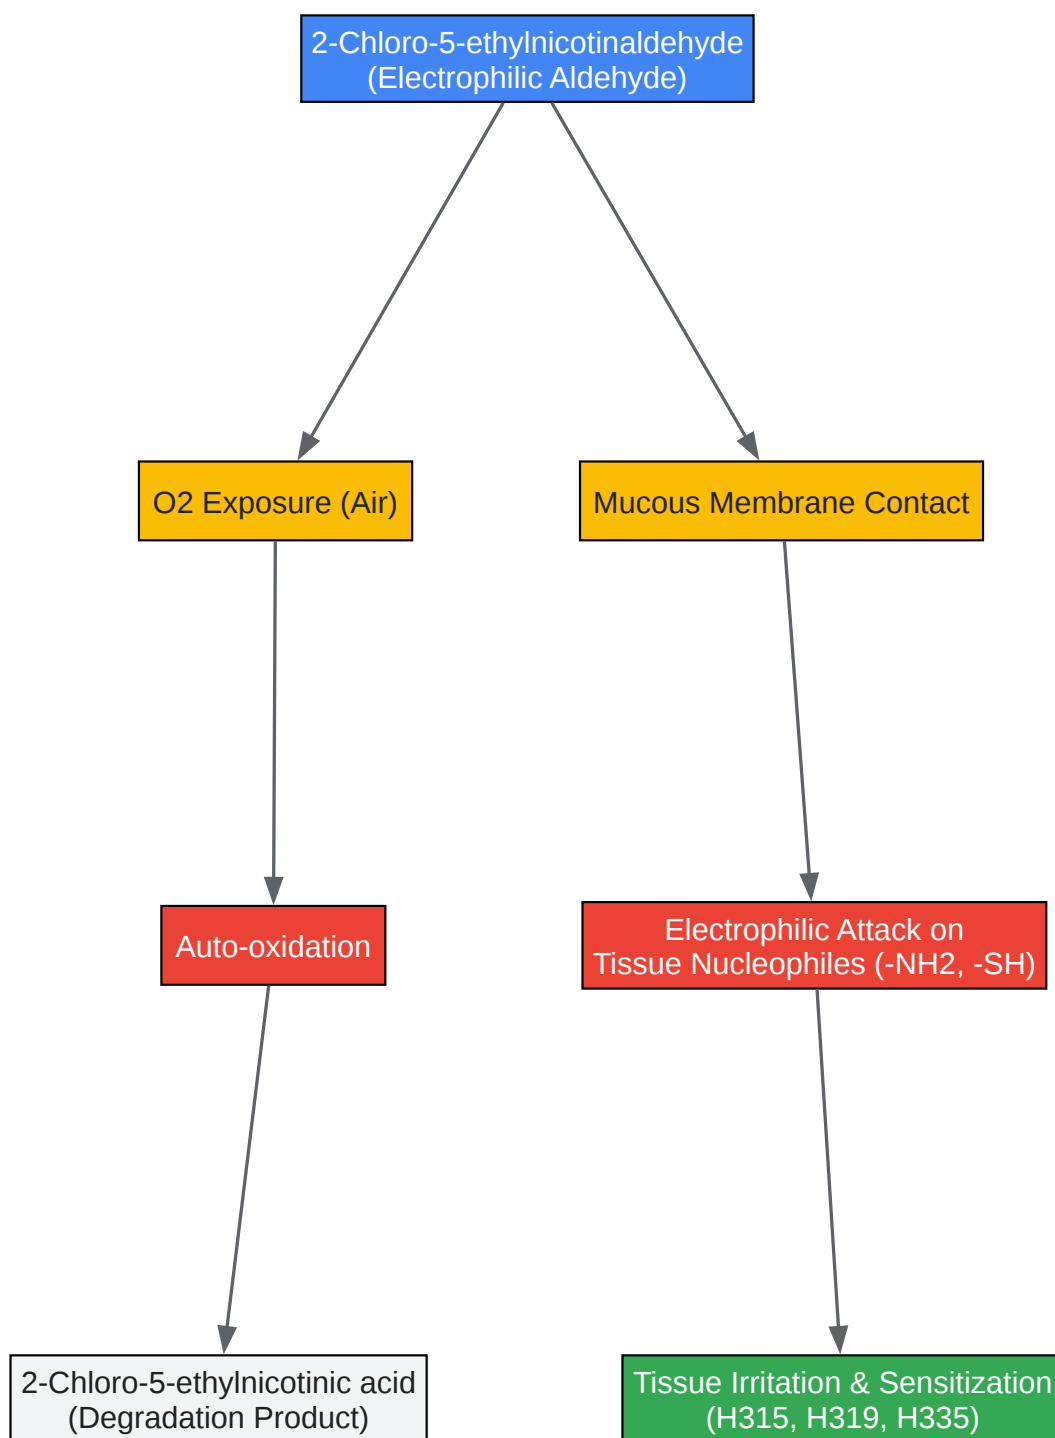 2-Chloro-5-ethylnicotinaldehyde
(Electrophilic Aldehyde)
O2 Exposure (Air)
Mucous Membrane Contact
Auto-oxidation
Electrophilic Attack on
Tissue Nucleophiles (-NH2, -SH)
2-Chloro-5-ethylnicotinic acid
(Degradation Product)
Tissue Irritation & Sensitization
(H315, H319, H335)